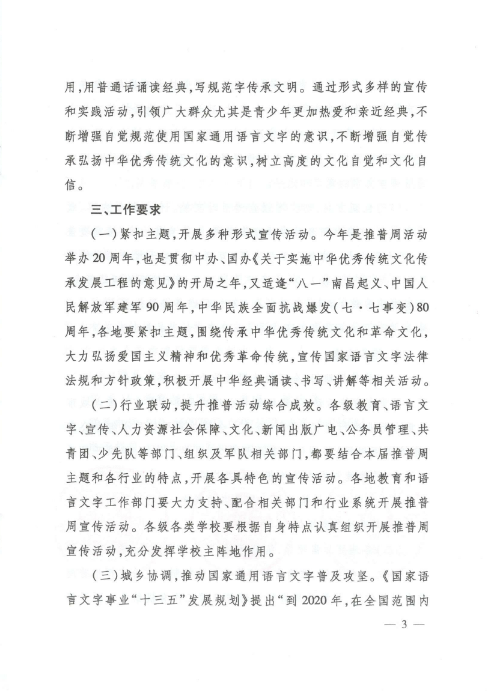 用,用普通话诵读经典,写规范字传承文明。通过形式多样的宣传
和实践活动,引领广大群众尤其是青少年更加热爱和亲近经典,不
断增强自觉规范使用国家通用语言文字的意识,不断增强自觉传
承弘扬中华优秀传统文化的意识,树立高度的文化自觉和文化自
信。
三、工作要求
(一)紧扣主题,开展多种形式宣传活动。今年是推普周活动
举办 20 周年,也是贯彻中办、国办《关于实施中华优秀传统文化传
承发展工程的意见》的开局之年,又适逢“八一”南昌起义、中国人
民解放军建军 90 周年,中华民族全面抗战爆发(七·七事变)80
周年,各地要紧扣主题,围绕传承中华优秀传统文化和革命文化,
大力弘扬爱国主义精神和优秀革命传统,宣传国家语言文字法律
法规和方针政策,积极开展中华经典诵读、书写、讲解等相关活动。
(二)行业联动,提升推普活动综合成效。各级教育、语言文
字、宣传、人力资源社会保障、文化、新闻出版广电、公务员管理、共
青团、少先队等部门、组织及军队相关部门,都要结合本届推普周
主题和各行业的特点,开展各具特色的宣传活动。各地教育和语
言文字工作部门要大力支持、配合相关部门和行业系统开展推普
周宣传活动。各级各类学校要根据自身特点认真组织开展推普周
宣传活动,充分发挥学校主阵地作用。
(三)城乡协调,推动国家通用语言文字普及攻坚。《国家语
言文字事业“十三五”发展规划》提出“到 2020 年,在全国范围内
— 3 —